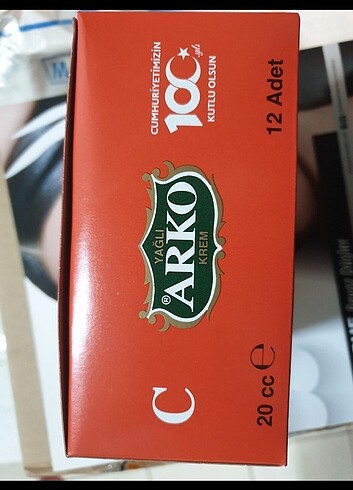 C
YAĞLI
ARKO®
KREM
CUMHURİYETİMİZİN
100. yılı
KUTLU OLSUN
20 cc ℮
12 Adet
M